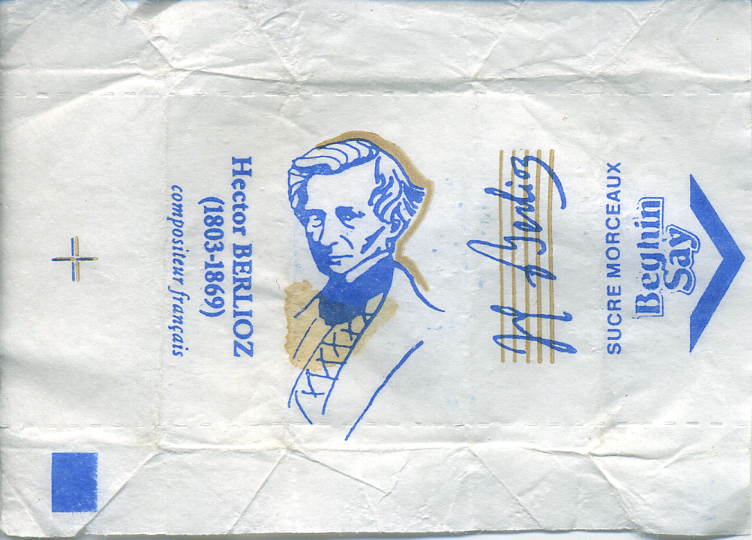 Beghin
Say
SUCRE MORCEAUX
H Berlioz
Hector BERLIOZ
(1803-1869)
compositeur français